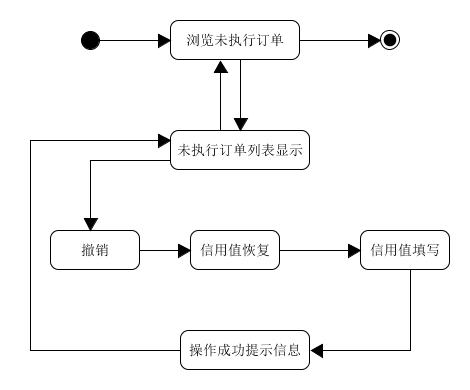 浏览未执行订单
未执行订单列表显示
撤销
信用值恢复
信用值填写
操作成功提示信息